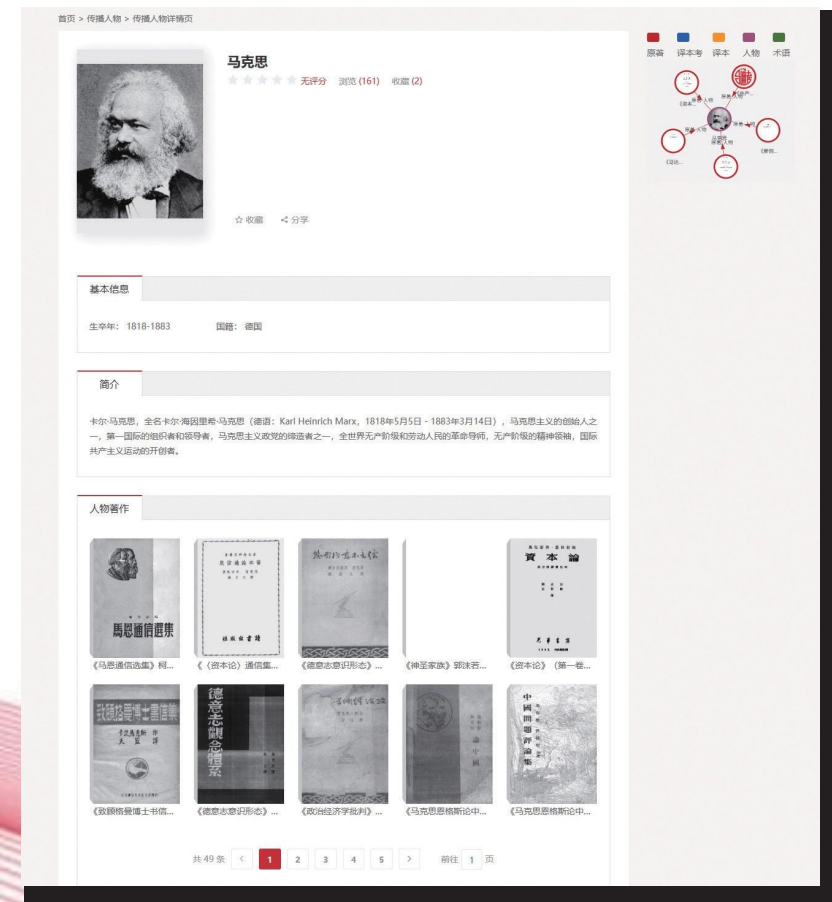 首页 > 传播人物 > 传播人物详情页
马克思
无评分 浏览 (161) 收藏 (2)
收藏 分享
原著 译本考 译本 人物 术语
基本信息
生卒年： 1818-1883 国籍： 德国
简介
卡尔·马克思，全名卡尔·海因里希·马克思（德语：Karl Heinrich Marx，1818年5月5日 - 1883年3月14日），马克思主义的创始人之
一，第一国际的组织者和领导者，马克思主义政党的缔造者之一，全世界无产阶级和劳动人民的革命导师，无产阶级的精神领袖，国际
共产主义运动的开创者。
人物著作
馬恩通信選集
資本論
《马恩通信选集》柯...
《〈资本论〉通信集...
《德意志意识形态》...
《神圣家族》郭沫若...
《资本论》（第一卷...
致顧格曼博士書信集
德意志觀念體系
論中國
中國問題評論集
《致顾格曼博士书信...
《德意志意识形态》...
《政治经济学批判》...
《马克思恩格斯论中...
《马克思恩格斯论中...
共 49 条 < 1 2 3 4 5 > 前往 1 页